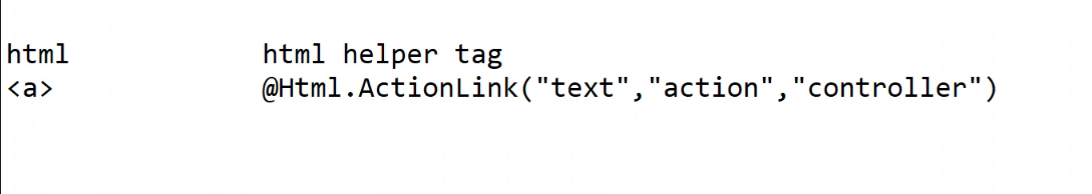 html html helper tag
<a> @Html.ActionLink("text","action","controller")